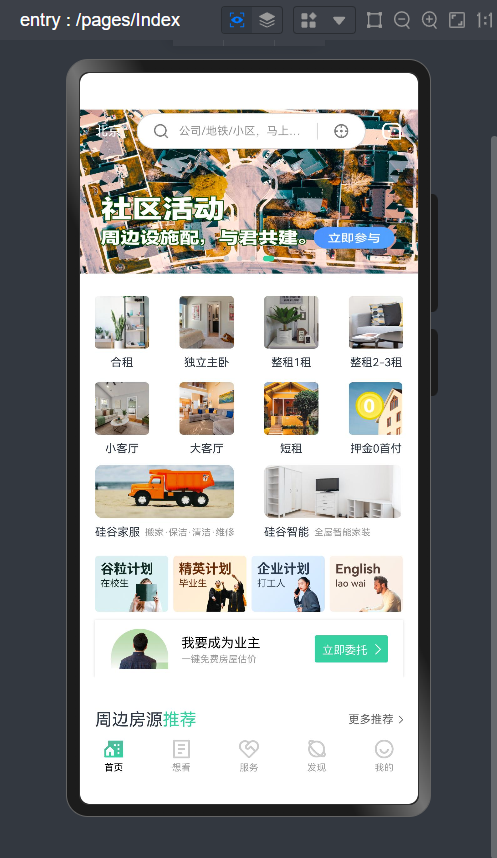 entry : /pages/Index
1:1
北京
公司/地铁/小区，马上...
社区活动
周边设施配，与君共建。
立即参与
合租 独立主卧 整租1租 整租2-3租
0
小客厅 大客厅 短租 押金0首付
硅谷家服 搬家·保洁·清洁·维修 硅谷智能 全屋智能家装
谷粒计划 精英计划 企业计划 English
在校生 毕业生 打工人 lao wai
我要成为业主
一键免费房屋估价
立即委托
周边房源推荐 更多推荐
首页 想看 服务 发现 我的